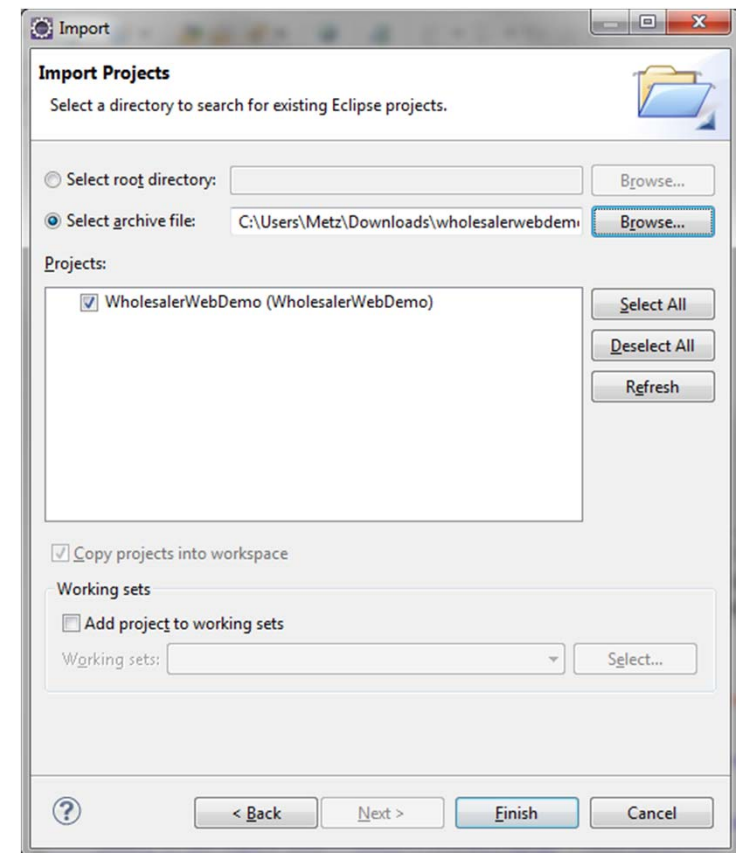 Import
Import Projects
Select a directory to search for existing Eclipse projects.
Select root directory:
Browse...
Select archive file:
C:\Users\Metz\Downloads\wholesalerwebdem
Browse...
Projects:
WholesalerWebDemo (WholesalerWebDemo)
Select All
Deselect All
Refresh
Copy projects into workspace
Working sets
Add project to working sets
Working sets:
Select...
?
< Back
Next >
Finish
Cancel